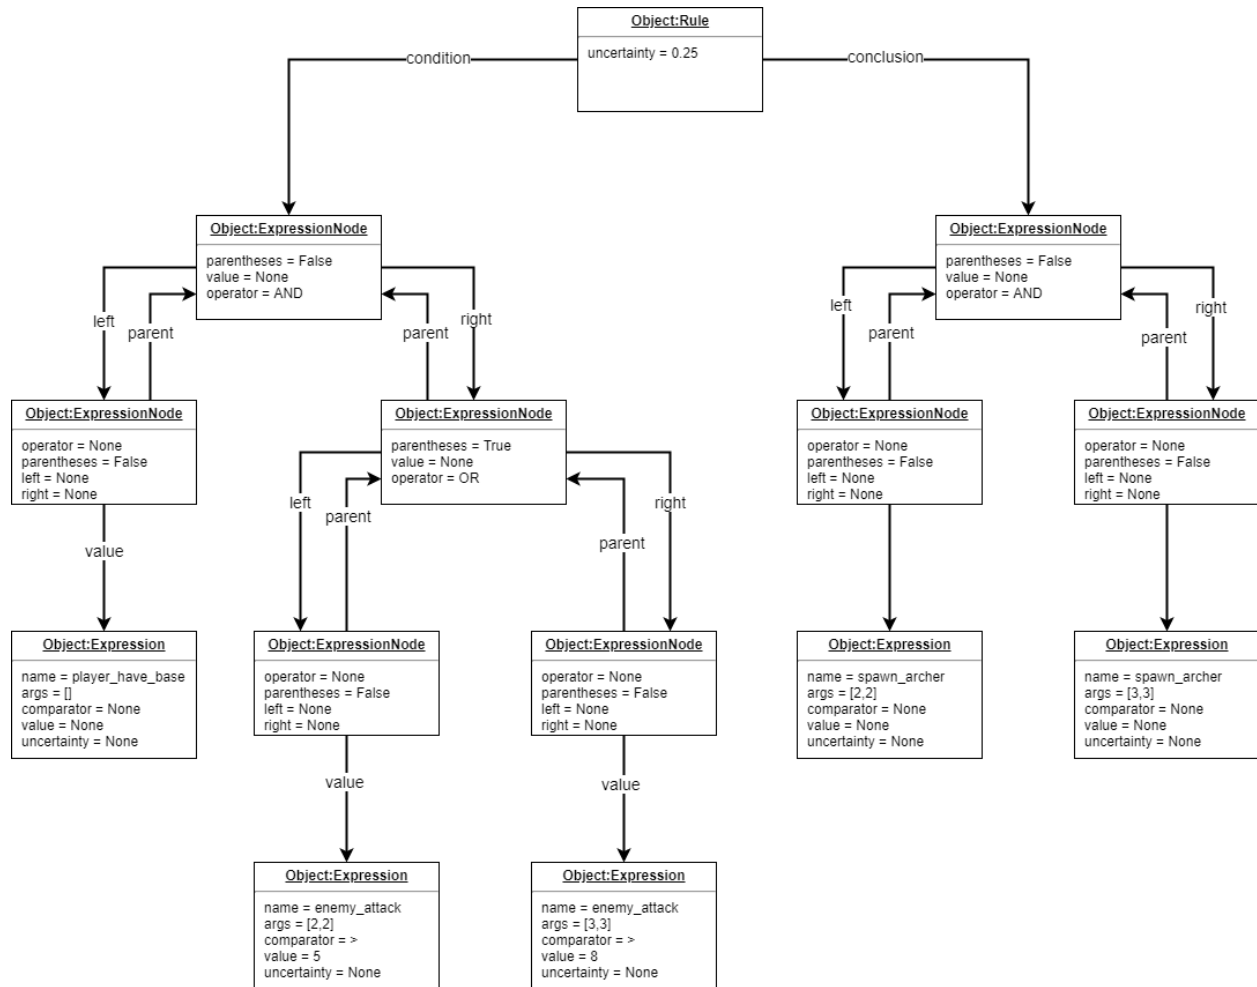 Object:Rule
uncertainty = 0.25
condition
conclusion
Object:ExpressionNode
parentheses = False
value = None
operator = AND
left
parent
parent
right
Object:ExpressionNode
parentheses = False
value = None
operator = AND
left
parent
parent
right
Object:ExpressionNode
operator = None
parentheses = False
left = None
right = None
value
Object:ExpressionNode
parentheses = True
value = None
operator = OR
left
parent
parent
right
Object:ExpressionNode
operator = None
parentheses = False
left = None
right = None
Object:ExpressionNode
operator = None
parentheses = False
left = None
right = None
Object:Expression
name = player_have_base
args = []
comparator = None
value = None
uncertainty = None
Object:ExpressionNode
operator = None
parentheses = False
left = None
right = None
value
Object:ExpressionNode
operator = None
parentheses = False
left = None
right = None
value
Object:Expression
name = spawn_archer
args = [2,2]
comparator = None
value = None
uncertainty = None
Object:Expression
name = spawn_archer
args = [3,3]
comparator = None
value = None
uncertainty = None
Object:Expression
name = enemy_attack
args = [2,2]
comparator = >
value = 5
uncertainty = None
Object:Expression
name = enemy_attack
args = [3,3]
comparator = >
value = 8
uncertainty = None